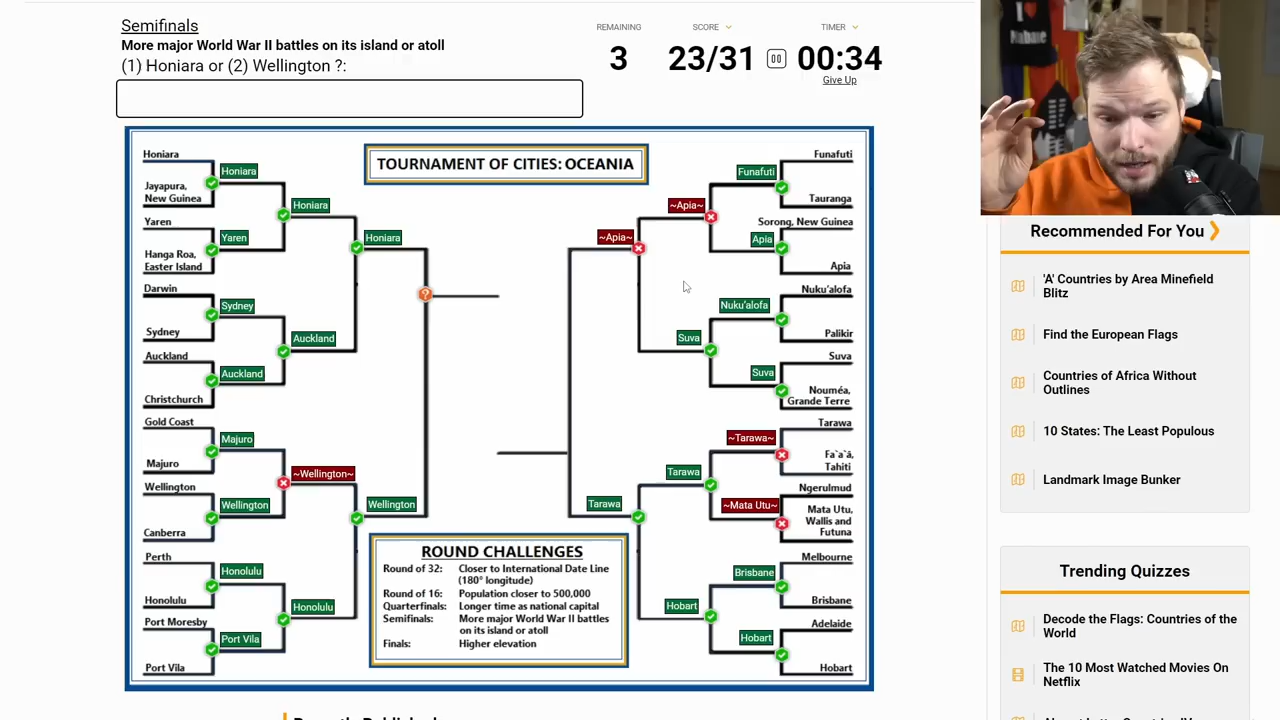 Semifinals
More major World War II battles on its island or atoll
(1) Honiara or (2) Wellington ?:
REMAINING
3
SCORE
23/31
TIMER
00:34
Give Up
TOURNAMENT OF CITIES: OCEANIA
Honiara
Jayapura,
New Guinea
Yaren
Hanga Roa,
Easter Island
Darwin
Sydney
Auckland
Christchurch
Gold Coast
Majuro
Wellington
Canberra
Perth
Honolulu
Port Moresby
Port Vila
Honiara
Yaren
Sydney
Auckland
Majuro
Wellington
Honolulu
Port Vila
Honiara
Auckland
~Wellington~
Honolulu
Honiara
Wellington
~Apia~
Tarawa
~Apia~
Suva
Tarawa
Hobart
Funafuti
Apia
Nuku'alofa
Suva
~Tarawa~
~Mata Utu~
Brisbane
Hobart
Funafuti
Tauranga
Sorong, New Guinea
Apia
Nuku'alofa
Palikir
Suva
Nouméa,
Grande Terre
Tarawa
Fa`a`ā,
Tahiti
Ngerulmud
Mata Utu,
Wallis and
Futuna
Melbourne
Brisbane
Adelaide
Hobart
ROUND CHALLENGES
Round of 32: Closer to International Date Line
(180° longitude)
Round of 16: Population closer to 500,000
Quarterfinals: Longer time as national capital
Semifinals: More major World War II battles
on its island or atoll
Finals: Higher elevation
Recommended For You
'A' Countries by Area Minefield
Blitz
Find the European Flags
Countries of Africa Without
Outlines
10 States: The Least Populous
Landmark Image Bunker
Trending Quizzes
Decode the Flags: Countries of the
World
The 10 Most Watched Movies On
Netflix